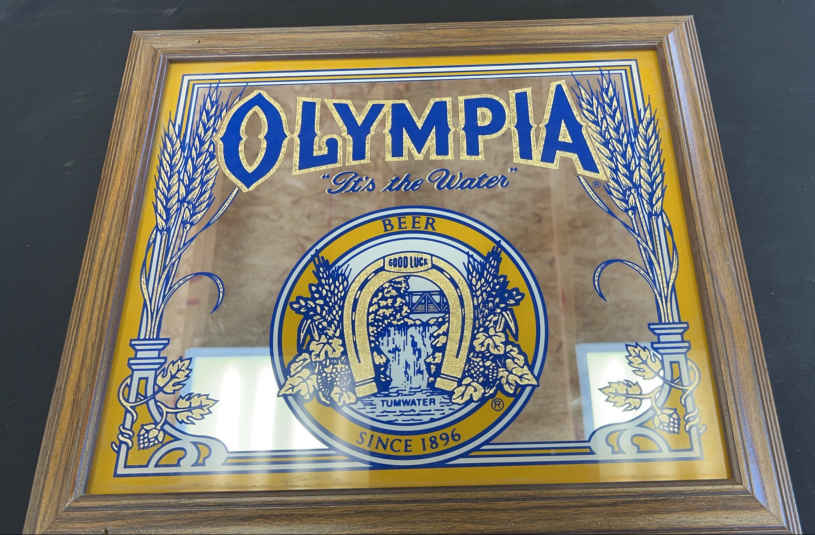 OLYMPIA
"It's the Water"
®
BEER
GOOD LUCK
TUMWATER
®
SINCE 1896